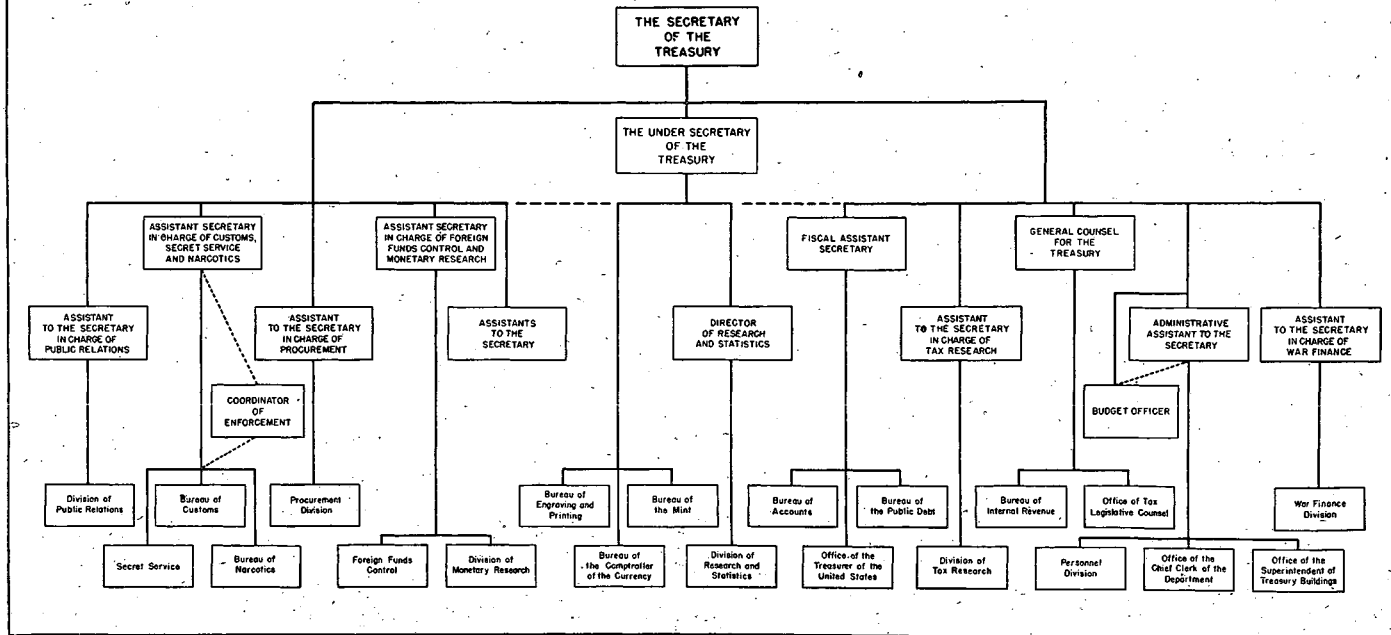 THE SECRETARY
OF THE
TREASURY
THE UNDER SECRETARY
OF THE
TREASURY
ASSISTANT SECRETARY
IN CHARGE OF CUSTOMS,
SECRET SERVICE
AND NARCOTICS
ASSISTANT SECRETARY
IN CHARGE OF FOREIGN
FUNDS CONTROL AND
MONETARY RESEARCH
FISCAL ASSISTANT
SECRETARY
GENERAL COUNSEL
FOR THE
TREASURY
ASSISTANT
TO THE SECRETARY
IN CHARGE OF
PUBLIC RELATIONS
ASSISTANT
TO THE SECRETARY
IN CHARGE OF
PROCUREMENT
ASSISTANTS
TO THE
SECRETARY
DIRECTOR
OF RESEARCH
AND STATISTICS
ASSISTANT
TO THE SECRETARY
IN CHARGE OF
TAX RESEARCH
ADMINISTRATIVE
ASSISTANT TO THE
SECRETARY
ASSISTANT
TO THE SECRETARY
IN CHARGE
OF WAR FINANCE
COORDINATOR
OF
ENFORCEMENT
BUDGET OFFICER
Division of
Public Relations
Bureau of
Customs
Procurement
Division
Bureau of
Engraving and
Printing
Bureau of
the Mint
Bureau of
Accounts
Bureau of
the Public Debt
Bureau of
Internal Revenue
Office of Tax
Legislative Counsel
War Finance
Division
Secret Service
Bureau of
Narcotics
Foreign Funds
Control
Division of
Monetary Research
Bureau of
the Comptroller
of the Currency
Division of
Research and
Statistics
Office of the
Treasurer of the
United States
Division of
Tax Research
Personnel
Division
Office of the
Chief Clerk of the
Department
Office of the
Superintendent of
Treasury Buildings